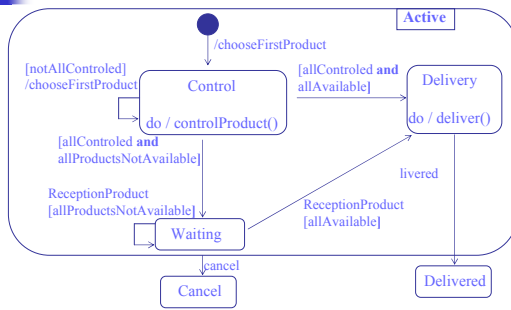 Active
/chooseFirstProduct
[notAllControled]
/chooseFirstProduct
Control
do / controlProduct()
[allControled and
allAvailable]
Delivery
do / deliver()
[allControled and
allProductsNotAvailable]
livered
ReceptionProduct
[allProductsNotAvailable]
ReceptionProduct
[allAvailable]
Waiting
cancel
Cancel
Delivered